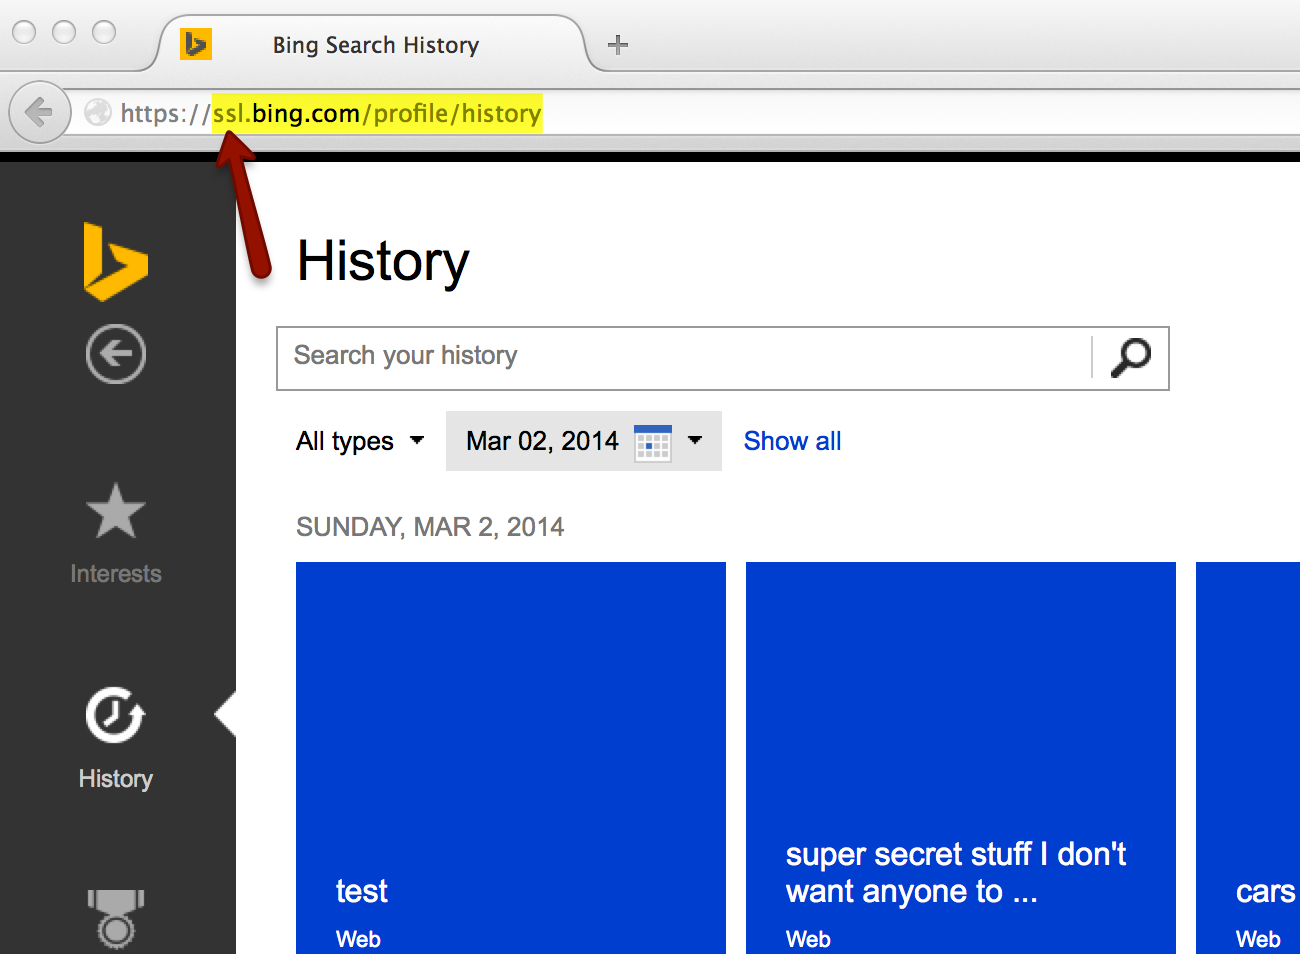 Bing Search History
https://ssl.bing.com/profile/history
History
Search your history
All types
Mar 02, 2014
Show all
SUNDAY, MAR 2, 2014
Interests
History
test
Web
super secret stuff I don't
want anyone to ...
Web
cars
Web